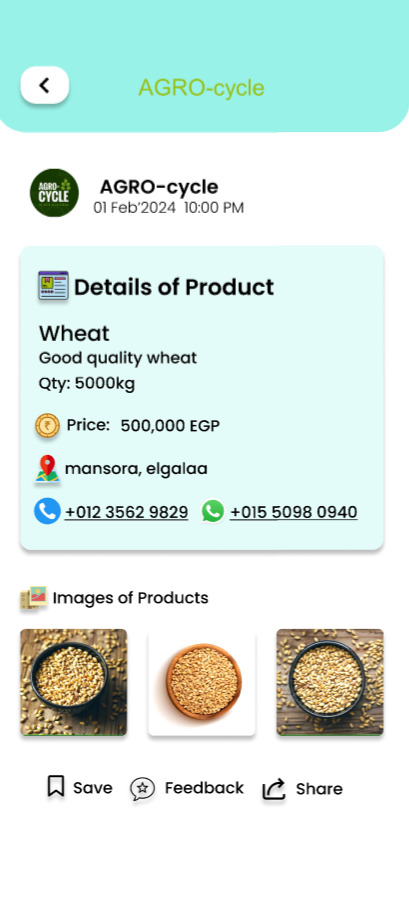 AGRO-cycle
AGRO-
CYCLE
AGRO-cycle
01 Feb'2024 10:00 PM
Details of Product
Wheat
Good quality wheat
Qty: 5000kg
₹ Price: 500,000 EGP
mansora, elgalaa
+012 3562 9829 +015 5098 0940
Images of Products
Save Feedback Share